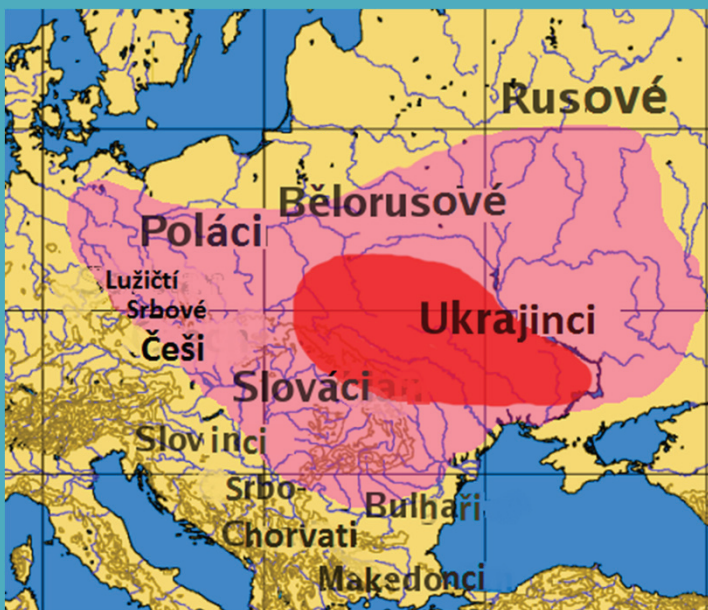 Rusové
Bělorusové
Poláci
Lužičtí
Srbové
Ukrajinci
Češi
Slováci
Slovinci
Srbo-
Chorvati
Bulhaři
Makedonci